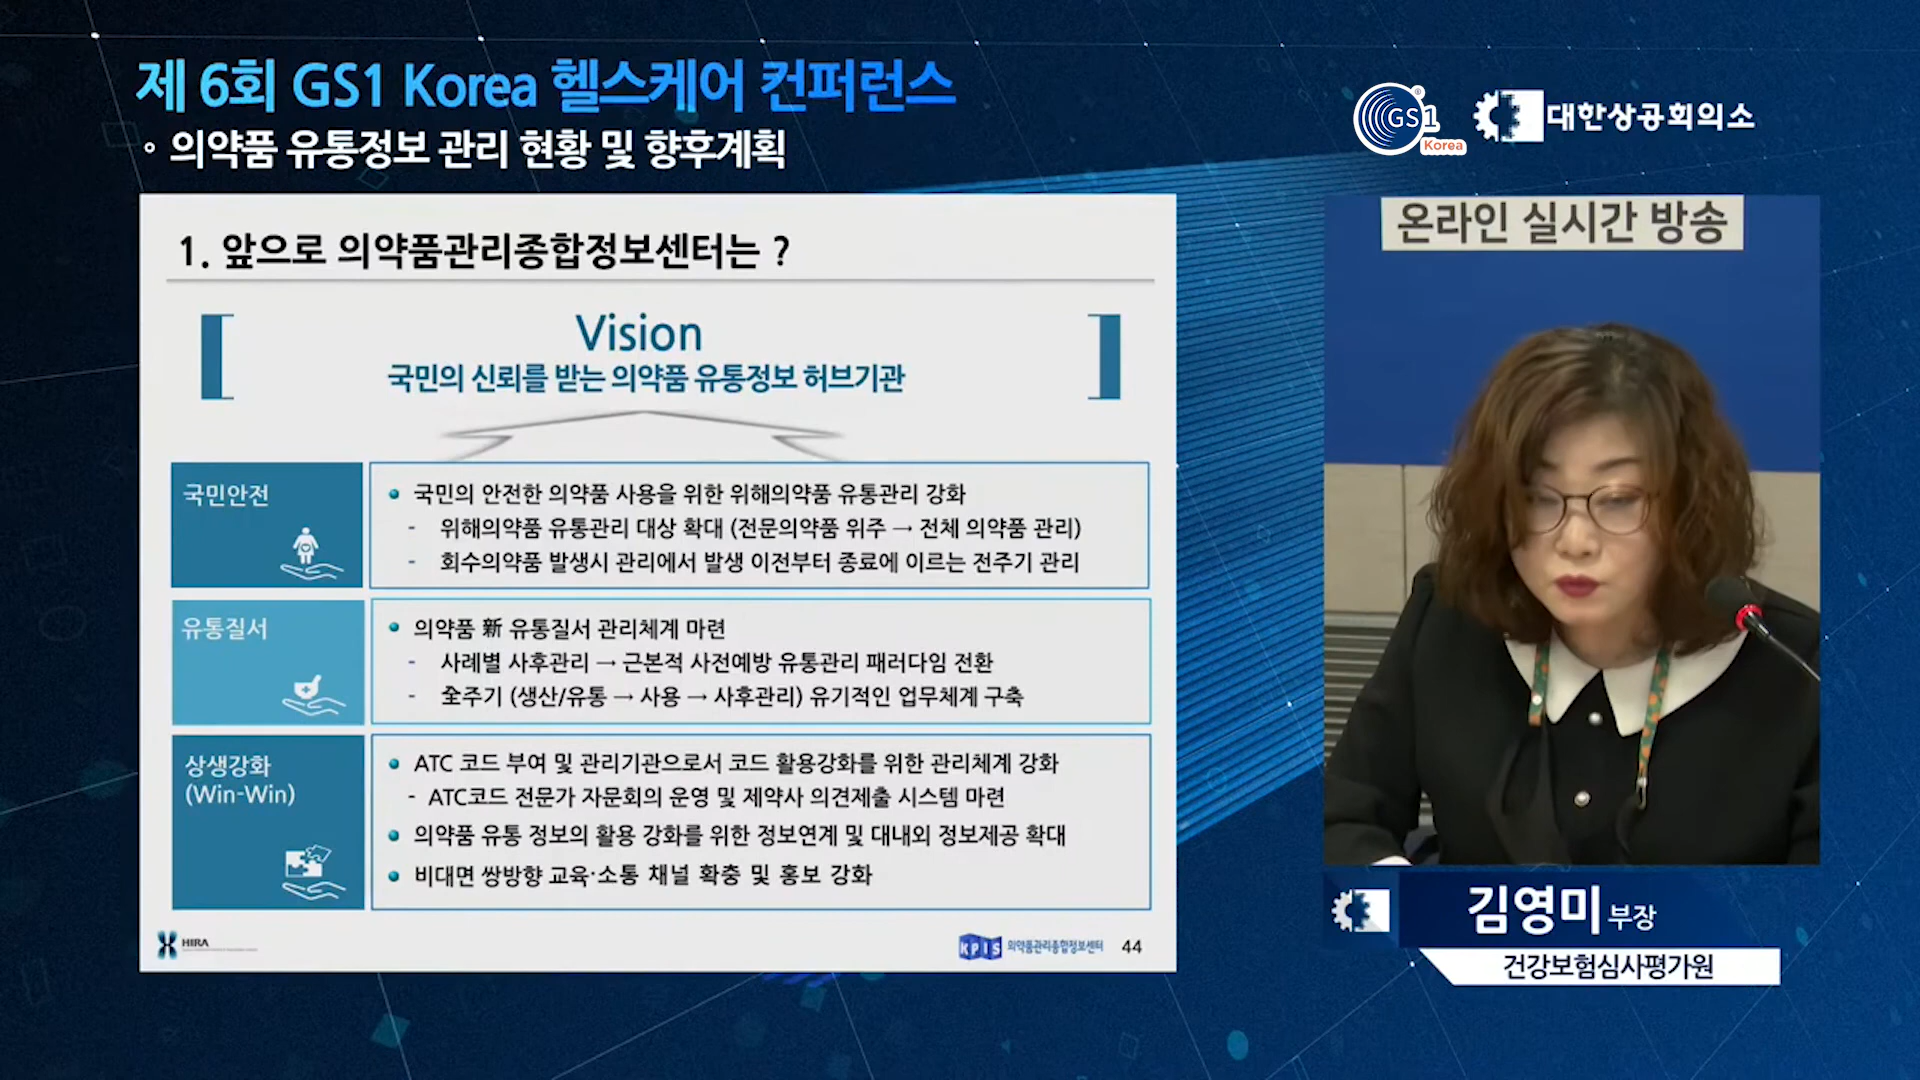 제 6회 GS1 Korea 헬스케어 컨퍼런스
◦ 의약품 유통정보 관리 현황 및 향후계획
GS1 ®
Korea
대한상공회의소
온라인 실시간 방송
1. 앞으로 의약품관리종합정보센터는 ?
Vision
국민의 신뢰를 받는 의약품 유통정보 허브기관
국민안전
• 국민의 안전한 의약품 사용을 위한 위해의약품 유통관리 강화
- 위해의약품 유통관리 대상 확대 (전문의약품 위주 → 전체 의약품 관리)
- 회수의약품 발생시 관리에서 발생 이전부터 종료에 이르는 전주기 관리
유통질서
• 의약품 新 유통질서 관리체계 마련
- 사례별 사후관리 → 근본적 사전예방 유통관리 패러다임 전환
- 全주기 (생산/유통 → 사용 → 사후관리) 유기적인 업무체계 구축
상생강화
(Win-Win)
• ATC 코드 부여 및 관리기관으로서 코드 활용강화를 위한 관리체계 강화
- ATC코드 전문가 자문회의 운영 및 제약사 의견제출 시스템 마련
• 의약품 유통 정보의 활용 강화를 위한 정보연계 및 대내외 정보제공 확대
• 비대면 쌍방향 교육·소통 채널 확충 및 홍보 강화
HIRA
KPIS 의약품관리종합정보센터 44
김영미 부장
건강보험심사평가원